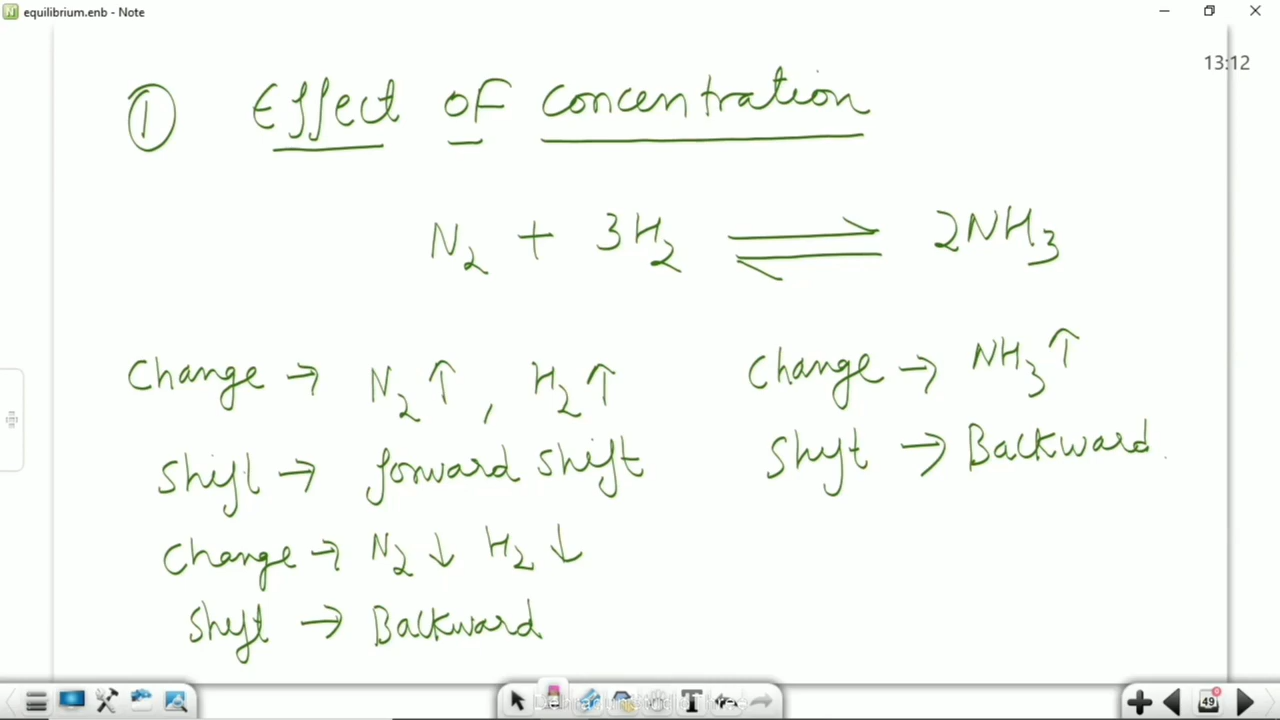 equilibrium.enb - Note
13:12
① Effect of concentration
N₂ + 3H₂ ⇌ 2NH₃
Change → N₂ ↑ , H₂ ↑
Shift → forward shift
Change → N₂ ↓ H₂ ↓
Shift → Backward
Change → NH₃ ↑
Shift → Backward
49